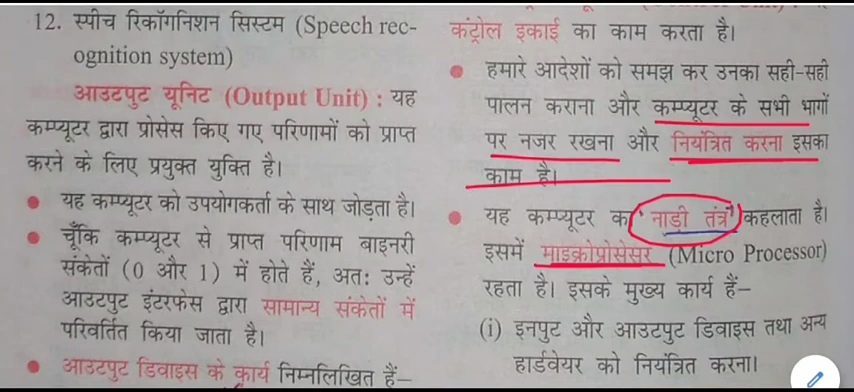 12. स्पीच रिकॉगनिशन सिस्टम (Speech rec-
ognition system)
आउटपुट यूनिट (Output Unit) : यह
कम्प्यूटर द्वारा प्रोसेस किए गए परिणामों को प्राप्त
करने के लिए प्रयुक्त युक्ति है।
● यह कम्प्यूटर को उपयोगकर्ता के साथ जोड़ता है।
● चूँकि कम्प्यूटर से प्राप्त परिणाम बाइनरी
संकेतों (0 और 1) में होते हैं, अतः उन्हें
आउटपुट इंटरफेस द्वारा सामान्य संकेतों में
परिवर्तित किया जाता है।
● आउटपुट डिवाइस के कार्य निम्नलिखित हैं–
कंट्रोल इकाई का काम करता है।
● हमारे आदेशों को समझ कर उनका सही-सही
पालन कराना और कम्प्यूटर के सभी भागों
पर नजर रखना और नियंत्रित करना इसका
काम है।
● यह कम्प्यूटर का 'नाड़ी तंत्र' कहलाता है।
इसमें माइक्रोप्रोसेसर (Micro Processor)
रहता है। इसके मुख्य कार्य हैं–
(i) इनपुट और आउटपुट डिवाइस तथा अन्य
हार्डवेयर को नियंत्रित करना।